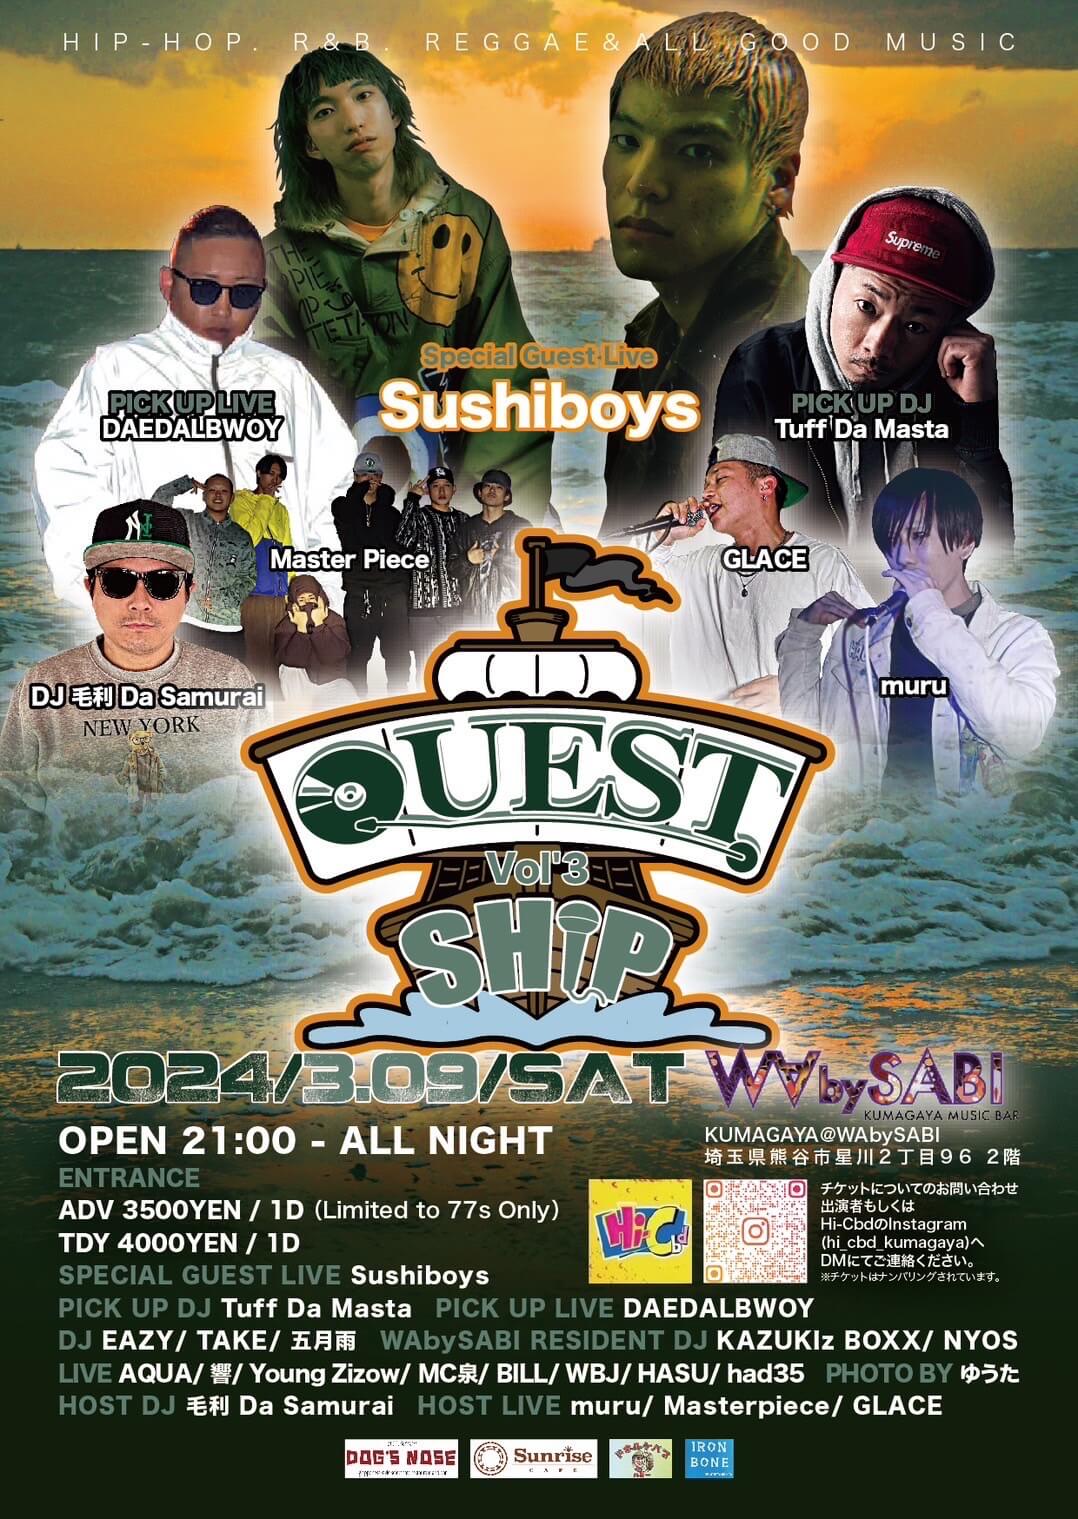 HIP-HOP. R&B. REGGAE&ALL GOOD MUSIC
Supreme
Special Guest Live
Sushiboys
PICK UP LIVE
DAEDALBWOY
PICK UP DJ
Tuff Da Masta
Master Piece
GLACE
DJ 毛利 Da Samurai
muru
NEW YORK
QUEST
Vol'3
SHIP
2024/3.09/SAT
WAbySABI
KUMAGAYA MUSIC BAR
OPEN 21:00 - ALL NIGHT
KUMAGAYA@WAbySABI
埼玉県熊谷市星川2丁目96 2階
ENTRANCE
ADV 3500YEN / 1D (Limited to 77s Only)
TDY 4000YEN / 1D
Hi-Cbd
チケットについてのお問い合わせ
出演者もしくは
Hi-CbdのInstagram
(hi_cbd_kumagaya)へ
DMにてご連絡ください。
※チケットはナンバリングされています。
SPECIAL GUEST LIVE Sushiboys
PICK UP DJ Tuff Da Masta PICK UP LIVE DAEDALBWOY
DJ EAZY/ TAKE/ 五月雨 WAbySABI RESIDENT DJ KAZUKIz BOXX/ NYOS
LIVE AQUA/ 響/ Young Zizow/ MC泉/ BILL/ WBJ/ HASU/ had35 PHOTO BY ゆうた
HOST DJ 毛利 Da Samurai HOST LIVE muru/ Masterpiece/ GLACE
DOG'S NOSE
Sunrise
CAFE
IRON
BONE